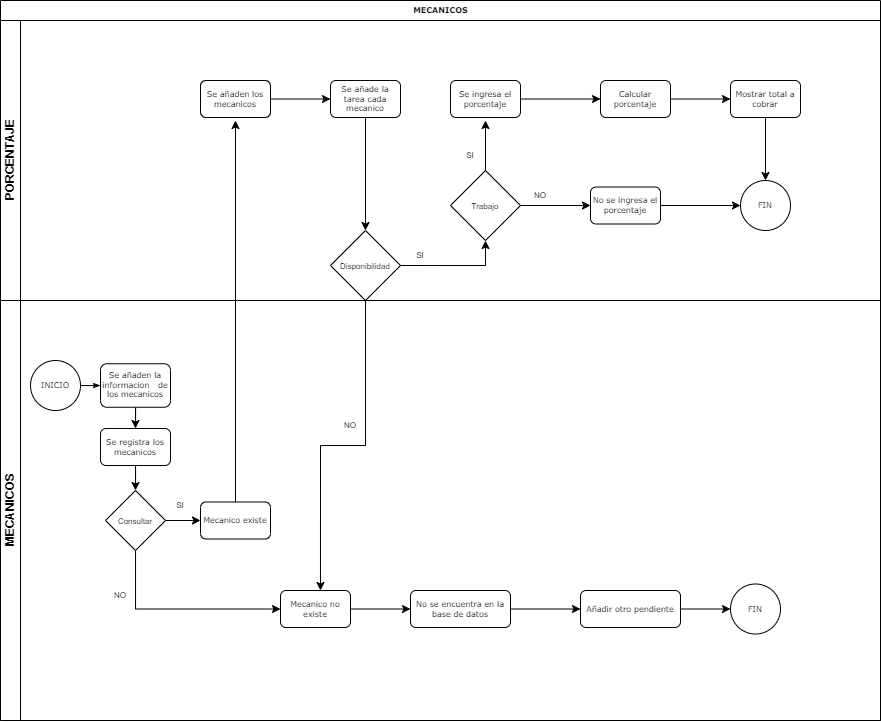 MECANICOS
PORCENTAJE
Se añaden los
mecanicos
Se añade la
tarea cada
mecanico
Se ingresa el
porcentaje
Calcular
porcentaje
Mostrar total a
cobrar
SI
Trabajo
NO
No se ingresa el
porcentaje
FIN
Disponibilidad
SI
MECANICOS
INICIO
Se añaden la
informacion de
los mecanicos
Se registra los
mecanicos
NO
Consultar
SI
Mecanico existe
NO
Mecanico no
existe
No se encuentra en la
base de datos
Añadir otro pendiente
FIN